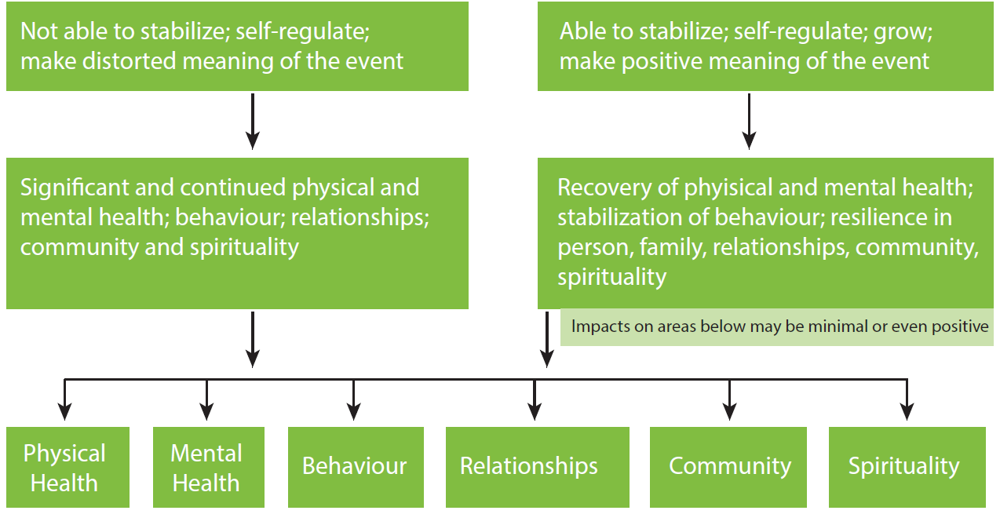 Not able to stabilize; self-regulate;
make distorted meaning of the event
Able to stabilize; self-regulate; grow;
make positive meaning of the event
Significant and continued physical and
mental health; behaviour; relationships;
community and spirituality
Recovery of phyisical and mental health;
stabilization of behaviour; resilience in
person, family, relationships, community,
spirituality
Impacts on areas below may be minimal or even positive
Physical
Health
Mental
Health
Behaviour
Relationships
Community
Spirituality